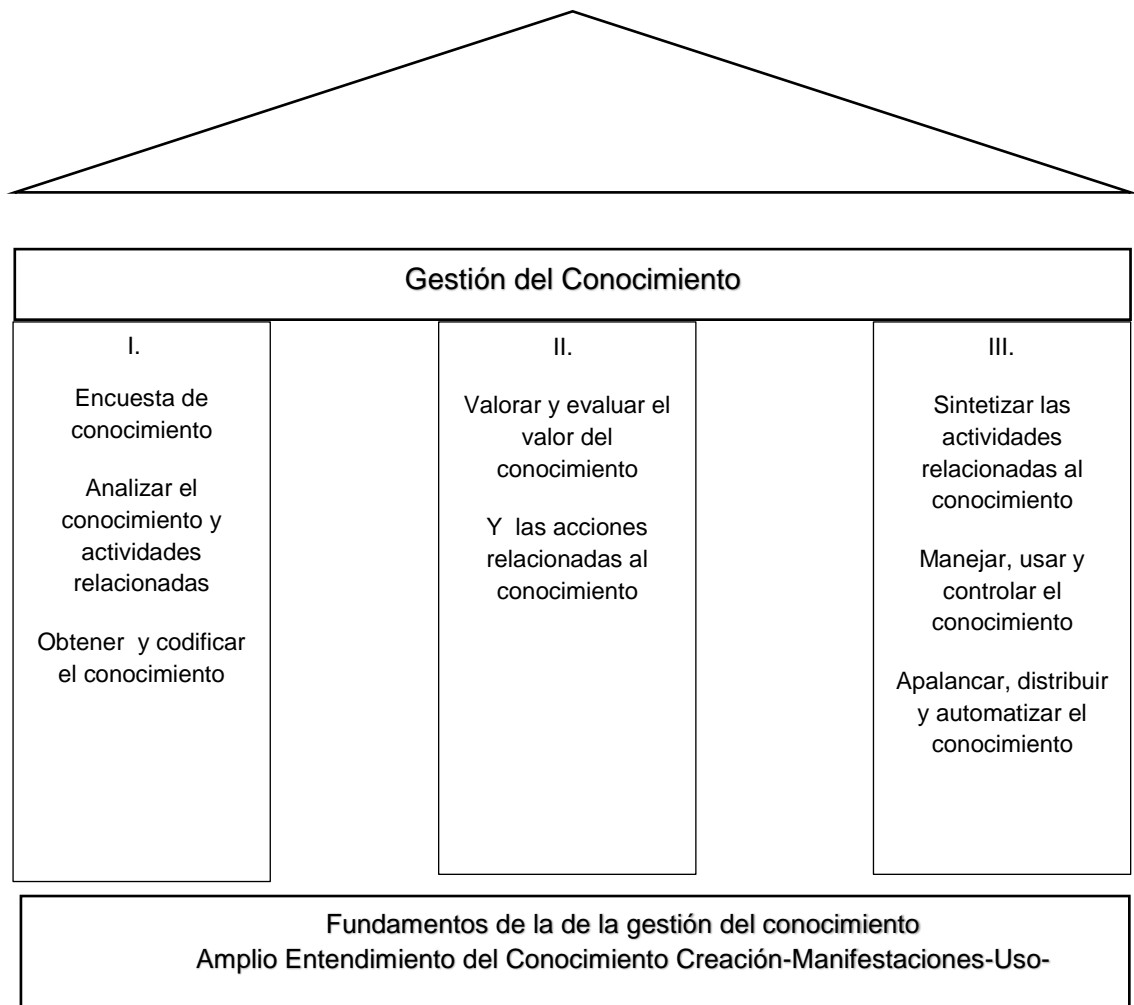 Gestión del Conocimiento
I.
Encuesta de
conocimiento
Analizar el
conocimiento y
actividades
relacionadas
Obtener  y codificar
el conocimiento
II.
Valorar y evaluar el
valor del
conocimiento
Y  las acciones
relacionadas al
conocimiento
III.
Sintetizar las
actividades
relacionadas al
conocimiento
Manejar, usar y
controlar el
conocimiento
Apalancar, distribuir
y automatizar el
conocimiento
Fundamentos de la de la gestión del conocimiento
Amplio Entendimiento del Conocimiento Creación-Manifestaciones-Uso-